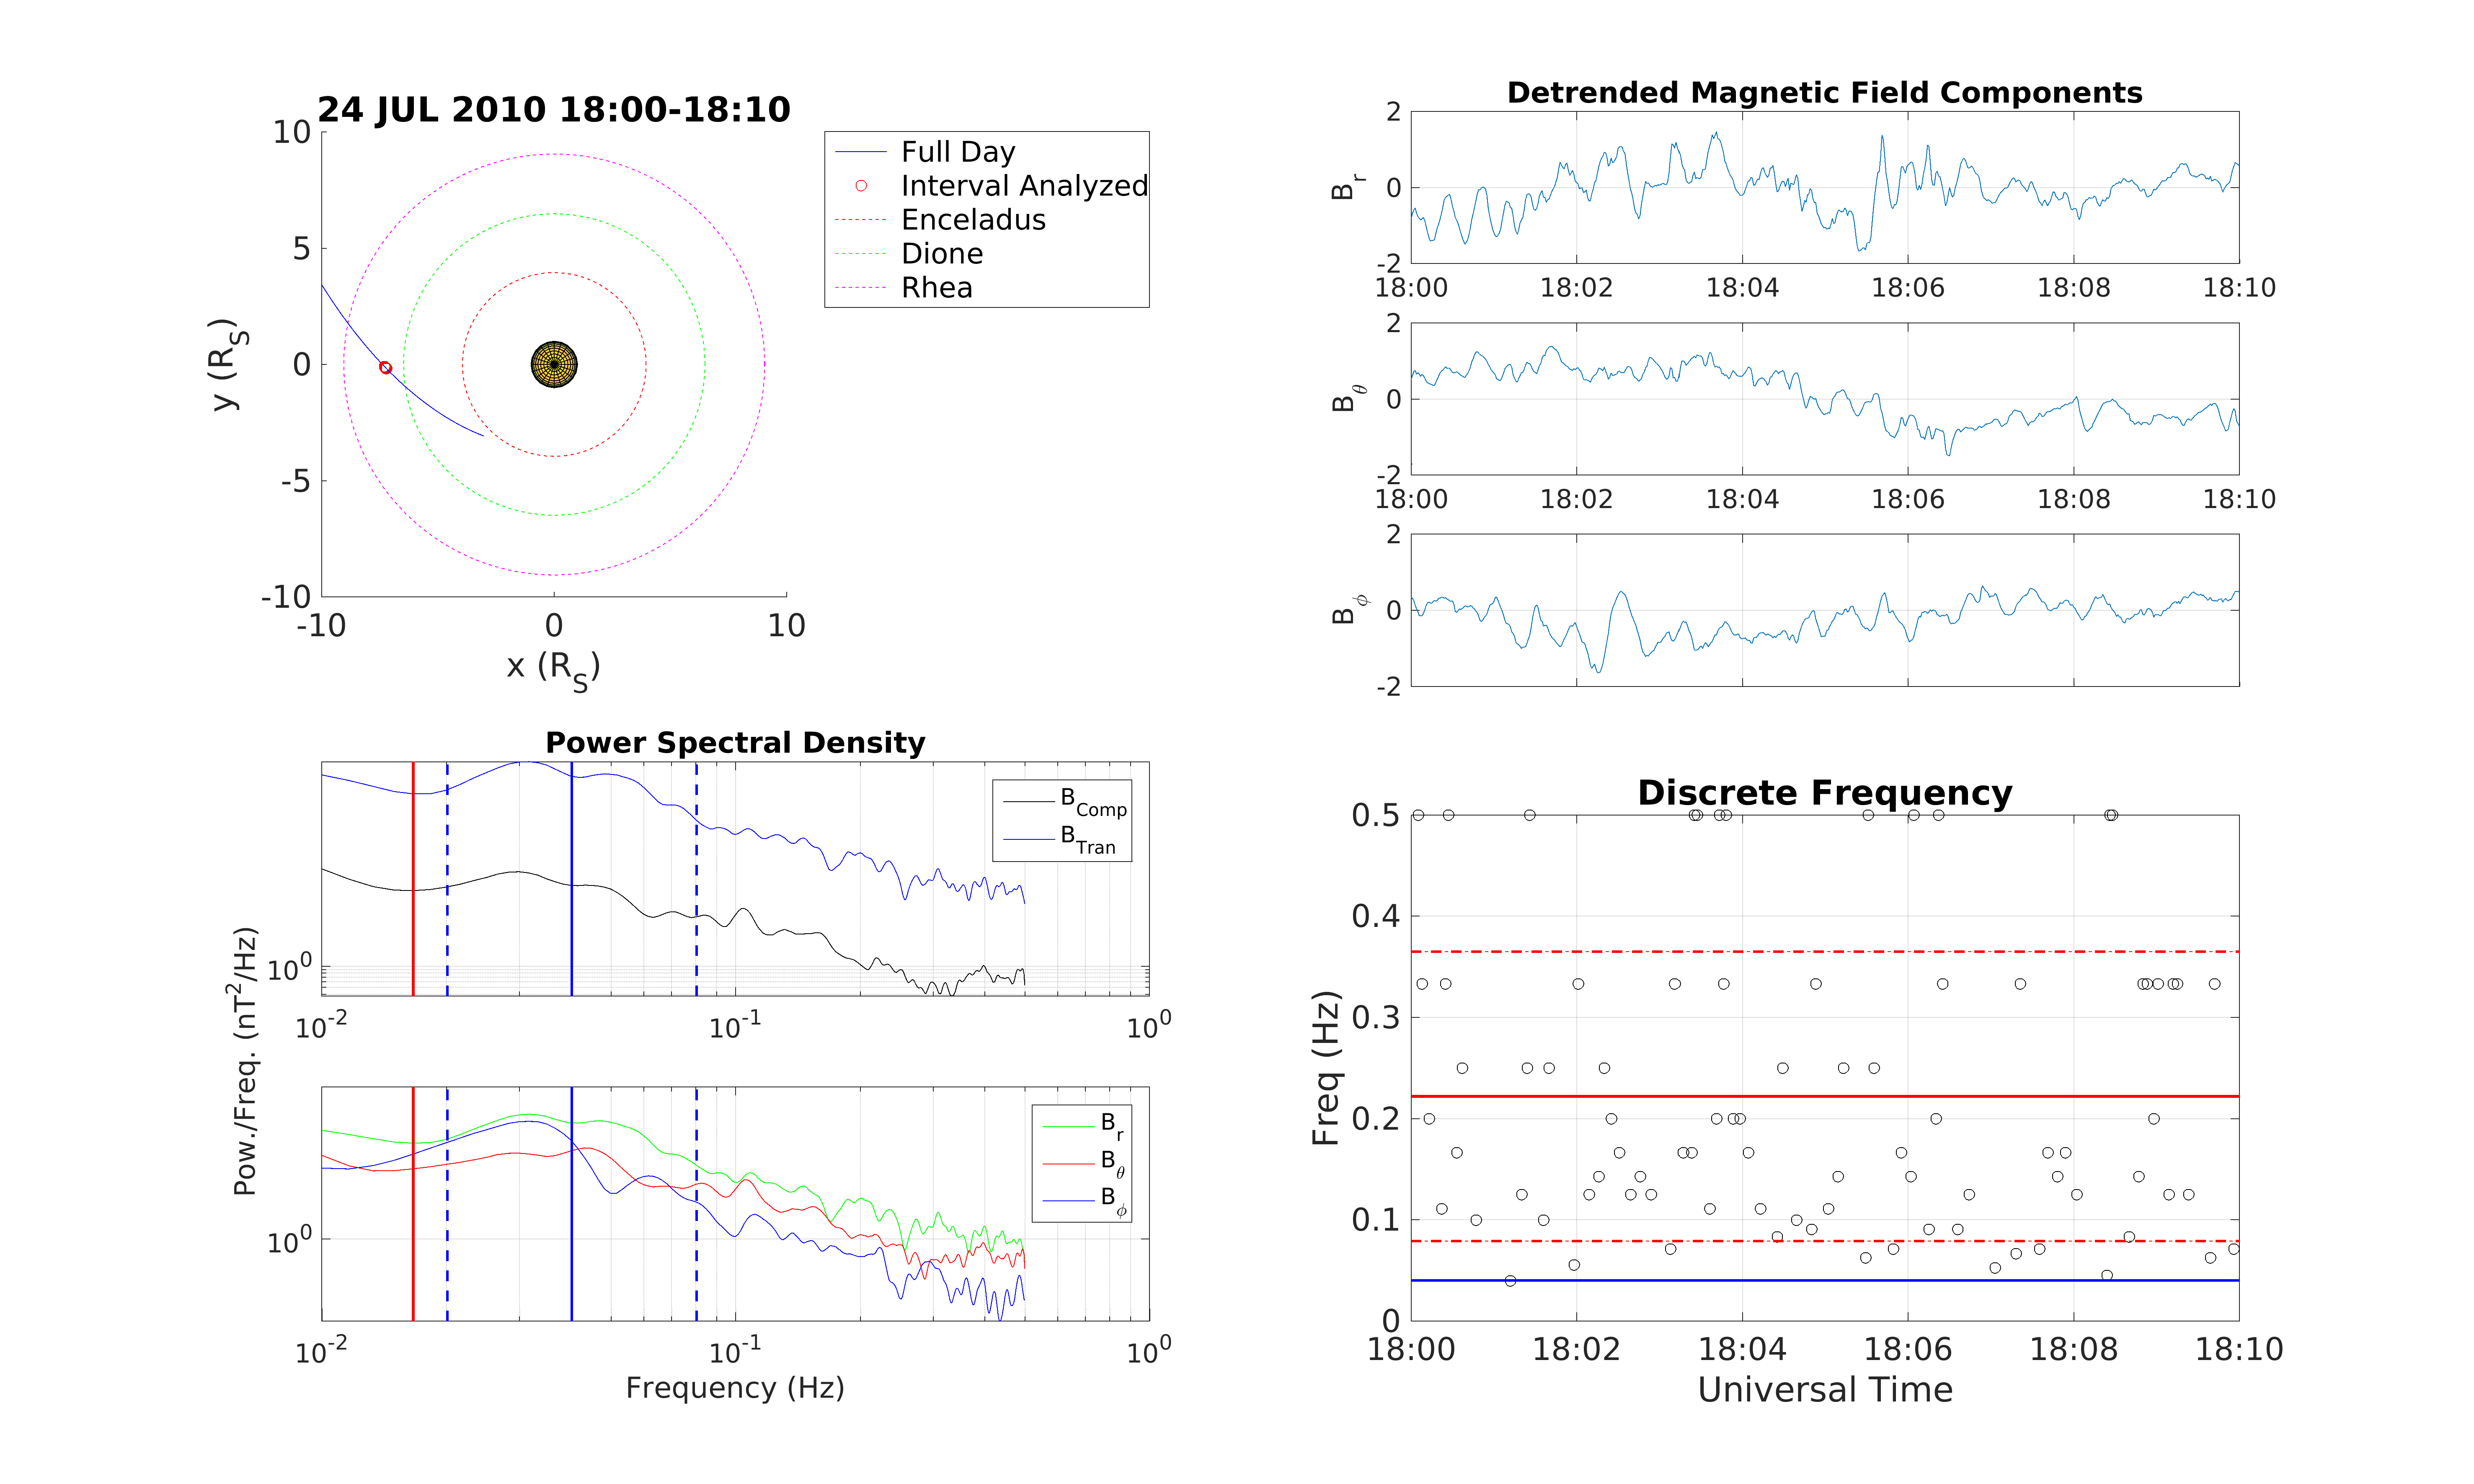 24 JUL 2010 18:00-18:10
10
5
0
-5
-10
-10 0 10
y (R_S)
x (R_S)
Full Day
Interval Analyzed
Enceladus
Dione
Rhea
Detrended Magnetic Field Components
2
0
-2
B_r
18:00 18:02 18:04 18:06 18:08 18:10
2
0
-2
B_θ
18:00 18:02 18:04 18:06 18:08 18:10
2
0
-2
B_ϕ
Power Spectral Density
B_Comp
B_Tran
10^0
10^-2 10^-1 10^0
Pow./Freq. (nT^2/Hz)
B_r
B_θ
B_ϕ
10^0
10^-2 10^-1 10^0
Frequency (Hz)
Discrete Frequency
0.5
0.4
0.3
0.2
0.1
0
Freq (Hz)
18:00 18:02 18:04 18:06 18:08 18:10
Universal Time